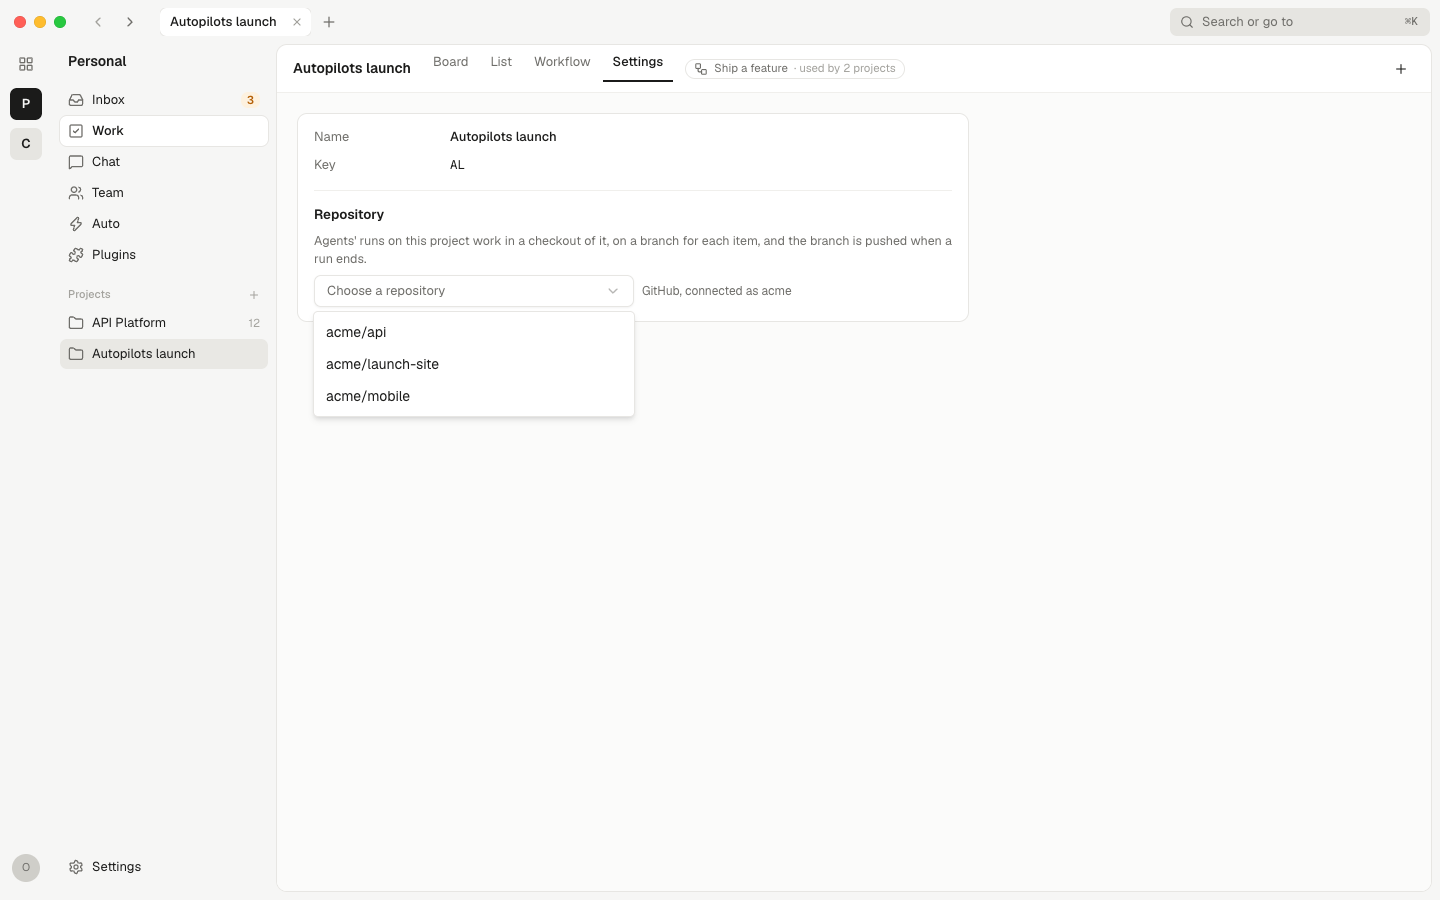 Autopilots launch
Search or go to
⌘K
Personal
P
C
Inbox
3
Work
Chat
Team
Auto
Plugins
Projects
API Platform
12
Autopilots launch
O
Settings
Autopilots launch
Board
List
Workflow
Settings
Ship a feature · used by 2 projects
Name
Autopilots launch
Key
AL
Repository
Agents' runs on this project work in a checkout of it, on a branch for each item, and the branch is pushed when a
run ends.
Choose a repository
GitHub, connected as acme
acme/api
acme/launch-site
acme/mobile